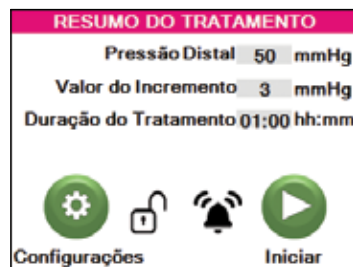 RESUMO DO TRATAMENTO
Pressão Distal 50 mmHg
Valor do Incremento 3 mmHg
Duração do Tratamento 01:00 hh:mm
Configurações Iniciar